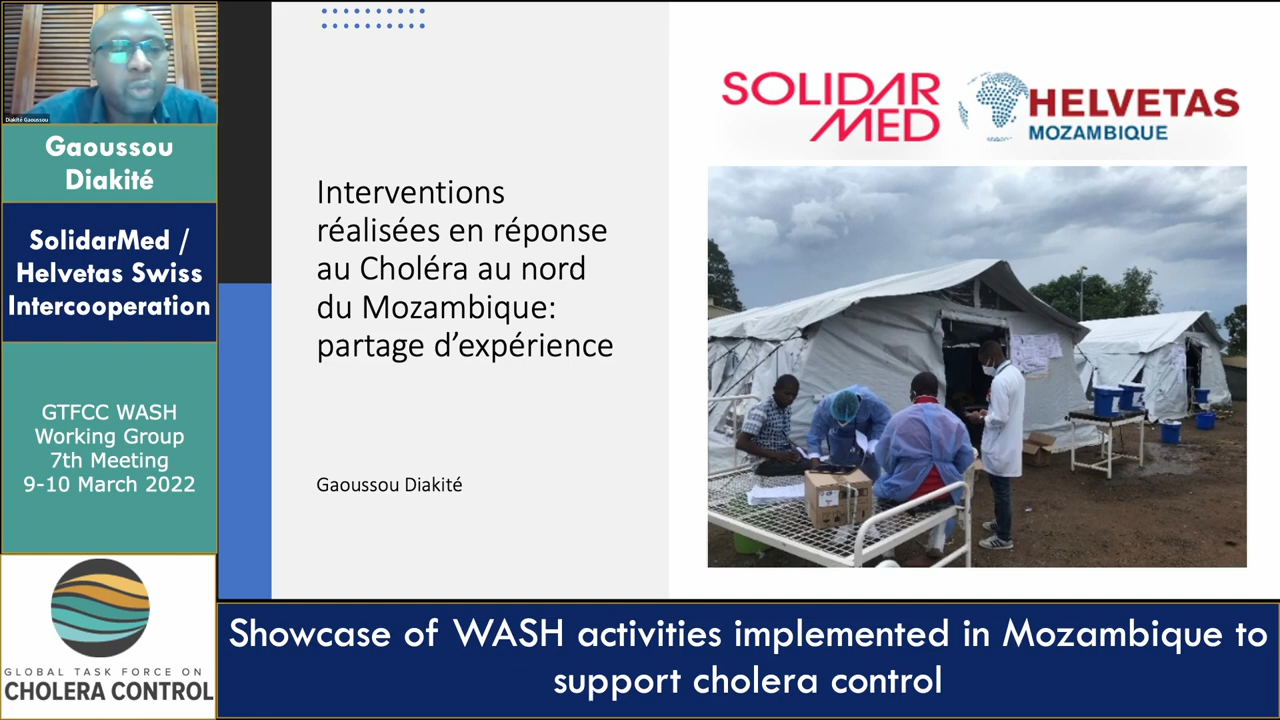 Diakité Gaoussou
Gaoussou
Diakité
SolidarMed /
Helvetas Swiss
Intercooperation
GTFCC WASH
Working Group
7th Meeting
9-10 March 2022
GLOBAL TASK FORCE ON
CHOLERA CONTROL
Interventions
réalisées en réponse
au Choléra au nord
du Mozambique:
partage d’expérience
Gaoussou Diakité
SOLIDAR
MED
HELVETAS
MOZAMBIQUE
Showcase of WASH activities implemented in Mozambique to
support cholera control